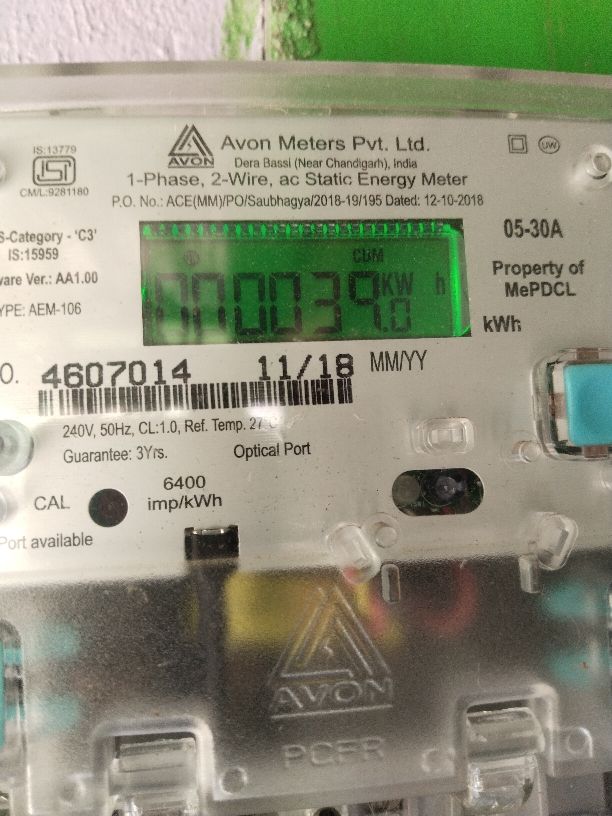 IS:13779
ISI
CM/L:9281180
AVON
Avon Meters Pvt. Ltd.
Dera Bassi (Near Chandigarh), India
1-Phase, 2-Wire, ac Static Energy Meter
P.O. No.: ACE(MM)/PO/Saubhagya/2018-19/195 Dated: 12-10-2018
UW
S-Category - 'C3'
IS:15959
ware Ver.: AA1.00
YPE: AEM-106
CUM
000039.0 KW h
05-30A
Property of
MePDCL
kWh
O. 4607014 11/18 MM/YY
240V, 50Hz, CL:1.0, Ref. Temp. 27°C
Guarantee: 3Yrs. Optical Port
CAL
6400
imp/kWh
Port available
AVON